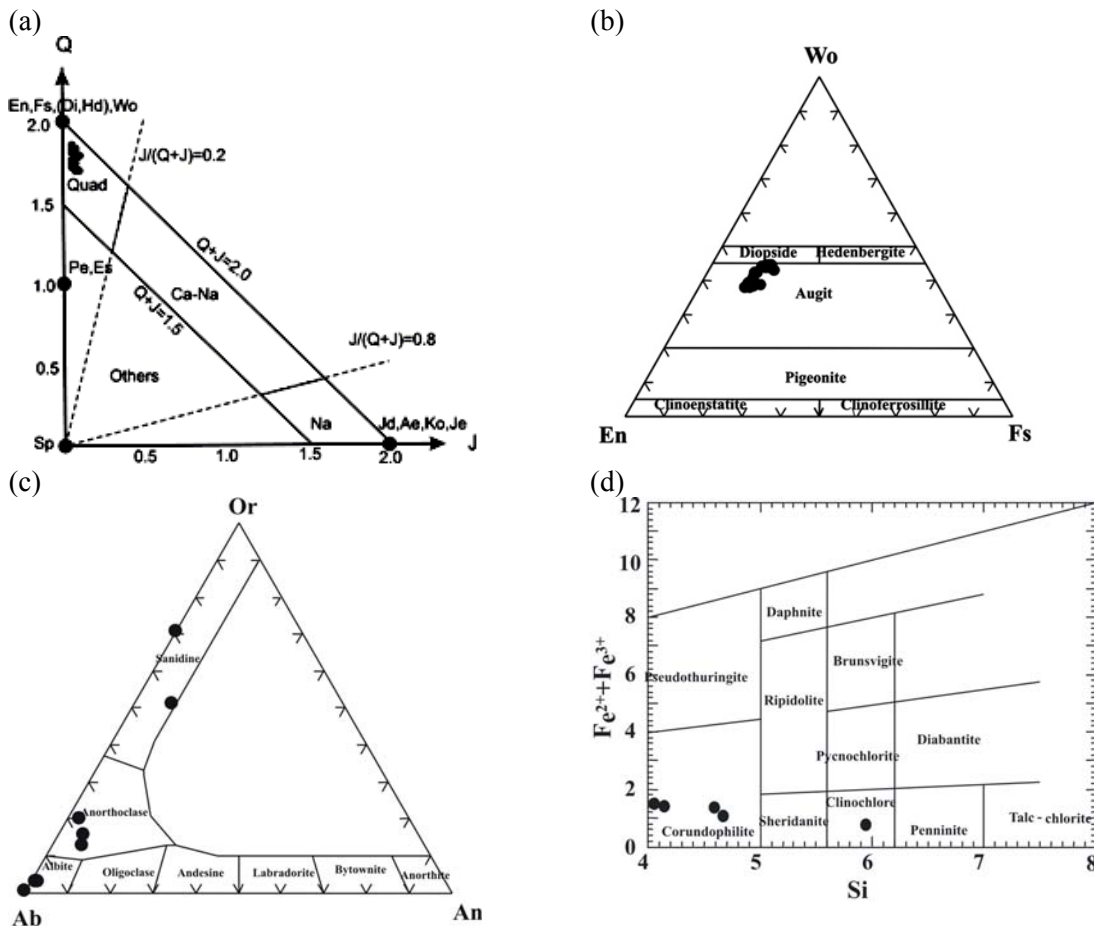 (a)
Q
En,Fs,(Di,Hd),Wo
2.0
J/(Q+J)=0.2
Quad
1.5
Q+J=2.0
Pe,Es
1.0
Ca-Na
Q+J=1.5
J/(Q+J)=0.8
0.5
Others
Na
Jd,Ae,Ko,Je
Sp
J
0.5
1.0
1.5
2.0
(b)
Wo
Diopside
Hedenbergite
Augit
Pigeonite
Clinoenstatite
Clinoferrosillite
En
Fs
(c)
Or
Sanidine
Anorthoclase
Albite
Oligoclase
Andesine
Labradorite
Bytownite
Anorthite
Ab
An
(d)
12
10
8
6
4
2
0
Fe2++Fe3+
Daphnite
Brunsvigite
Pseudothuringite
Ripidolite
Diabantite
Pycnochlorite
Clinochlore
Corundophilite
Sheridanite
Penninite
Talc - chlorite
4
5
6
7
8
Si